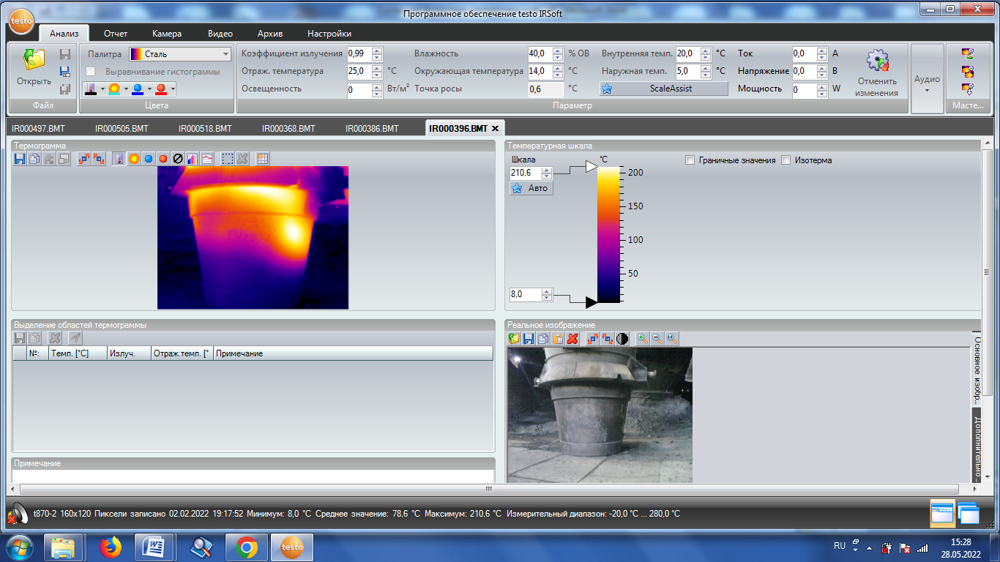 Программное обеспечение testo IRSoft
testo
Анализ Отчет Камера Видео Архив Настройки
Палитра Сталь Коэффициент излучения 0,99 Влажность 40,0 % ОВ Внутренняя темп. 20,0 °C Ток 0,0 A
Открыть Выравнивание гистограммы Отраж. температура 25,0 °C Окружающая температура 14,0 °C Наружная темп. 5,0 °C Напряжение 0,0 В Отменить изменения Аудио
Освещенность 0 Вт/м² Точка росы 0,6 °C ScaleAssist Мощность 0 W
Файл Цвета Параметр Масте...
IR000497.BMT IR000505.BMT IR000518.BMT IR000368.BMT IR000386.BMT IR000396.BMT
Термограмма Температурная шкала
Шкала °C Граничные значения Изотерма
210,6 200
Авто
150
100
50
8,0
Выделение областей термограммы Реальное изображение
№: Темп. [°C] Излуч. Отраж.темп. [° Примечание
Основное изобр...
Дополнительно...
Примечание
t870-2 160x120 Пиксели записано 02.02.2022 19:17:52 Минимум: 8,0 °C Среднее значение: 78,6 °C Максимум: 210,6 °C Измерительный диапазон: -20,0 °C ... 280,0 °C
testo RU 15:28
28.05.2022